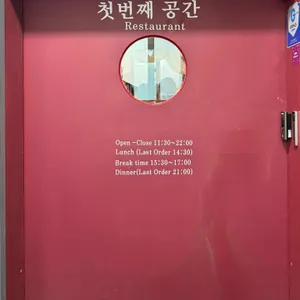 첫번째 공간
Restaurant
Open -Close 11:30~22:00
Lunch (Last Order 14:30)
Break time 15:30~17:00
Dinner(Last Order 21:00)